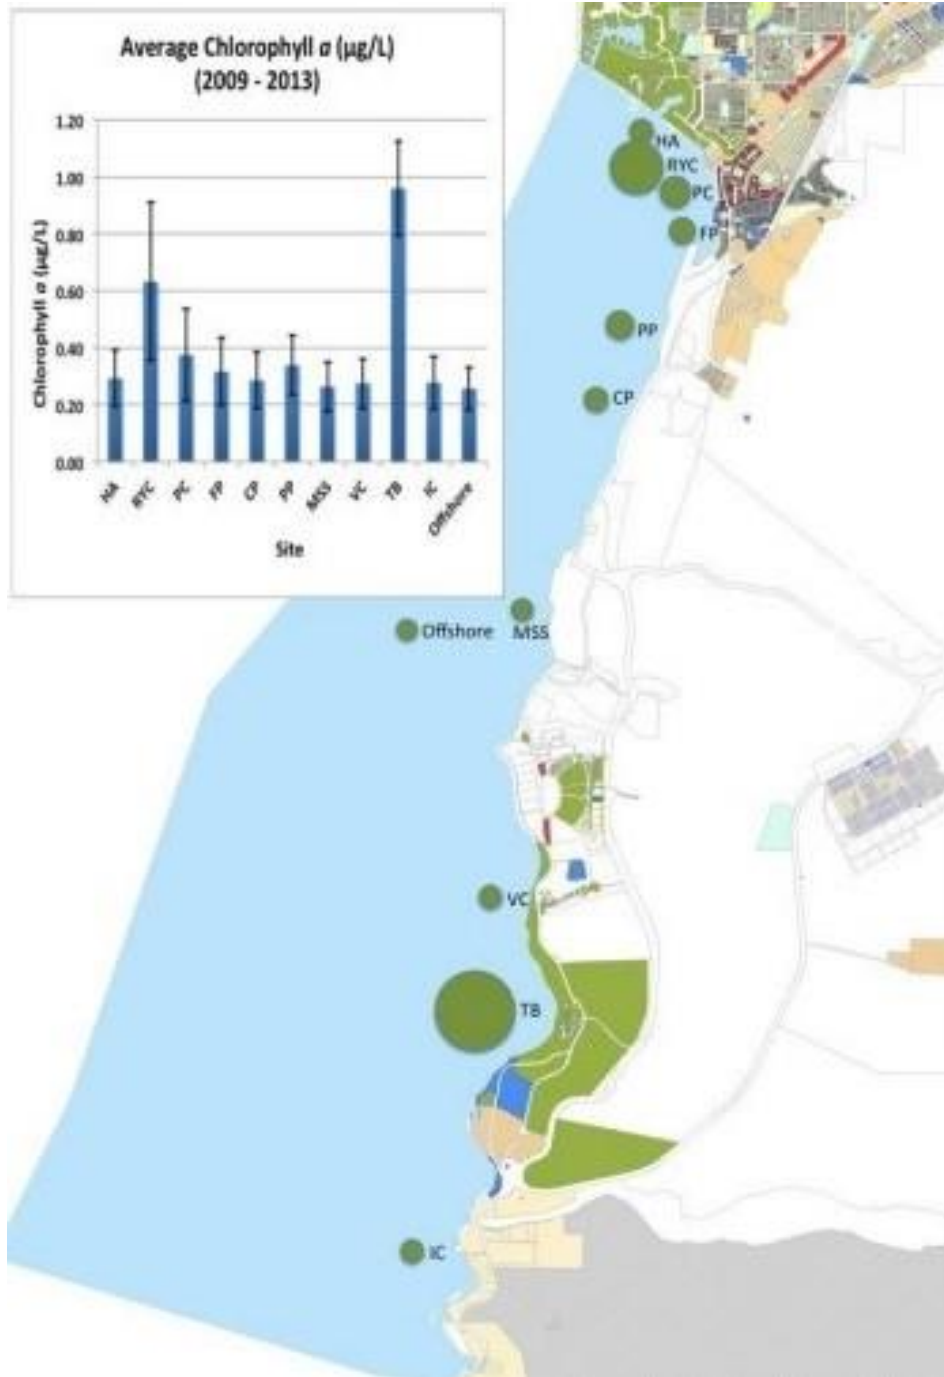 Average Chlorophyll a (µg/L)
(2009 - 2013)
Chlorophyll a (µg/L)
1.20
1.00
0.80
0.60
0.40
0.20
0.00
HA
RYC
PC
FP
CP
PP
MSS
VC
TB
IC
Offshore
Site
HA
RYC
PC
FP
PP
CP
Offshore
MSS
VC
TB
IC